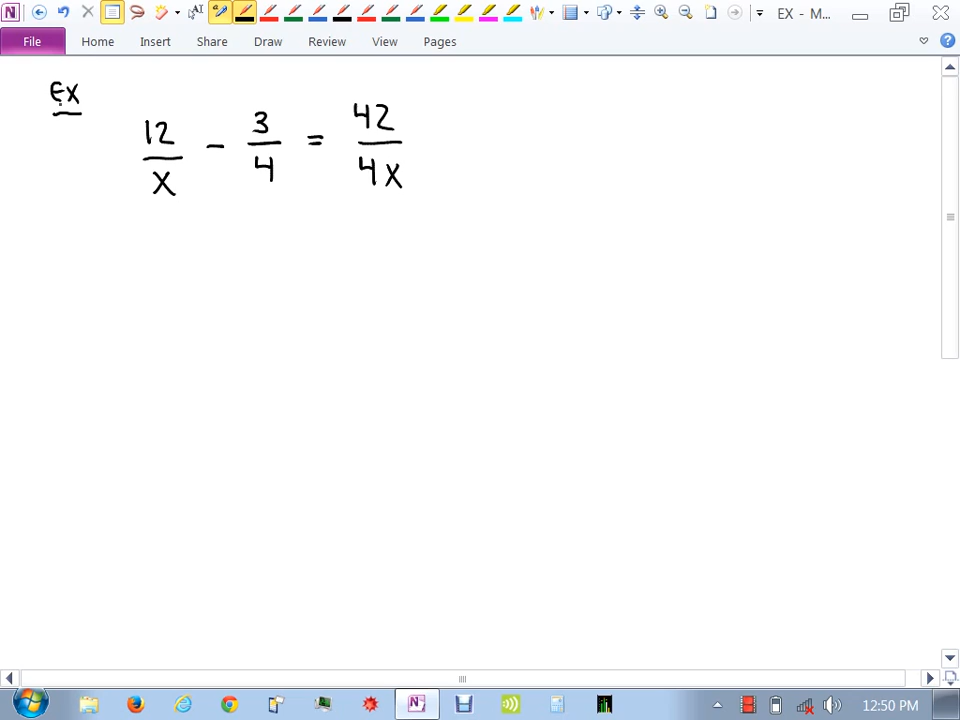 EX - M...
File Home Insert Share Draw Review View Pages
EX
12/x - 3/4 = 42/4x
12:50 PM